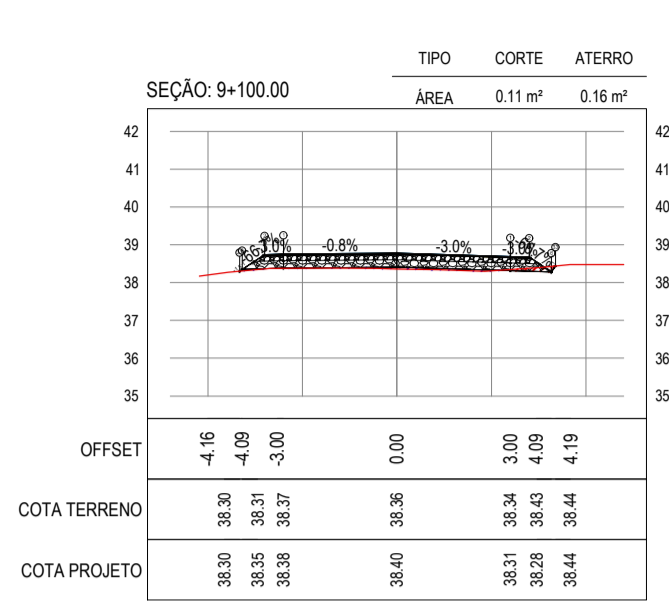 TIPO CORTE ATERRO
SEÇÃO: 9+100.00
ÁREA 0.11 m² 0.16 m²
42 42
41 41
40 40
39 -0.8% -3.0% 39
38 38
37 37
36 36
35 35
OFFSET -4.16 -4.09 -3.00 0.00 3.00 4.09 4.19
COTA TERRENO 38.30 38.31 38.37 38.36 38.34 38.43 38.44
COTA PROJETO 38.30 38.35 38.38 38.40 38.31 38.28 38.44